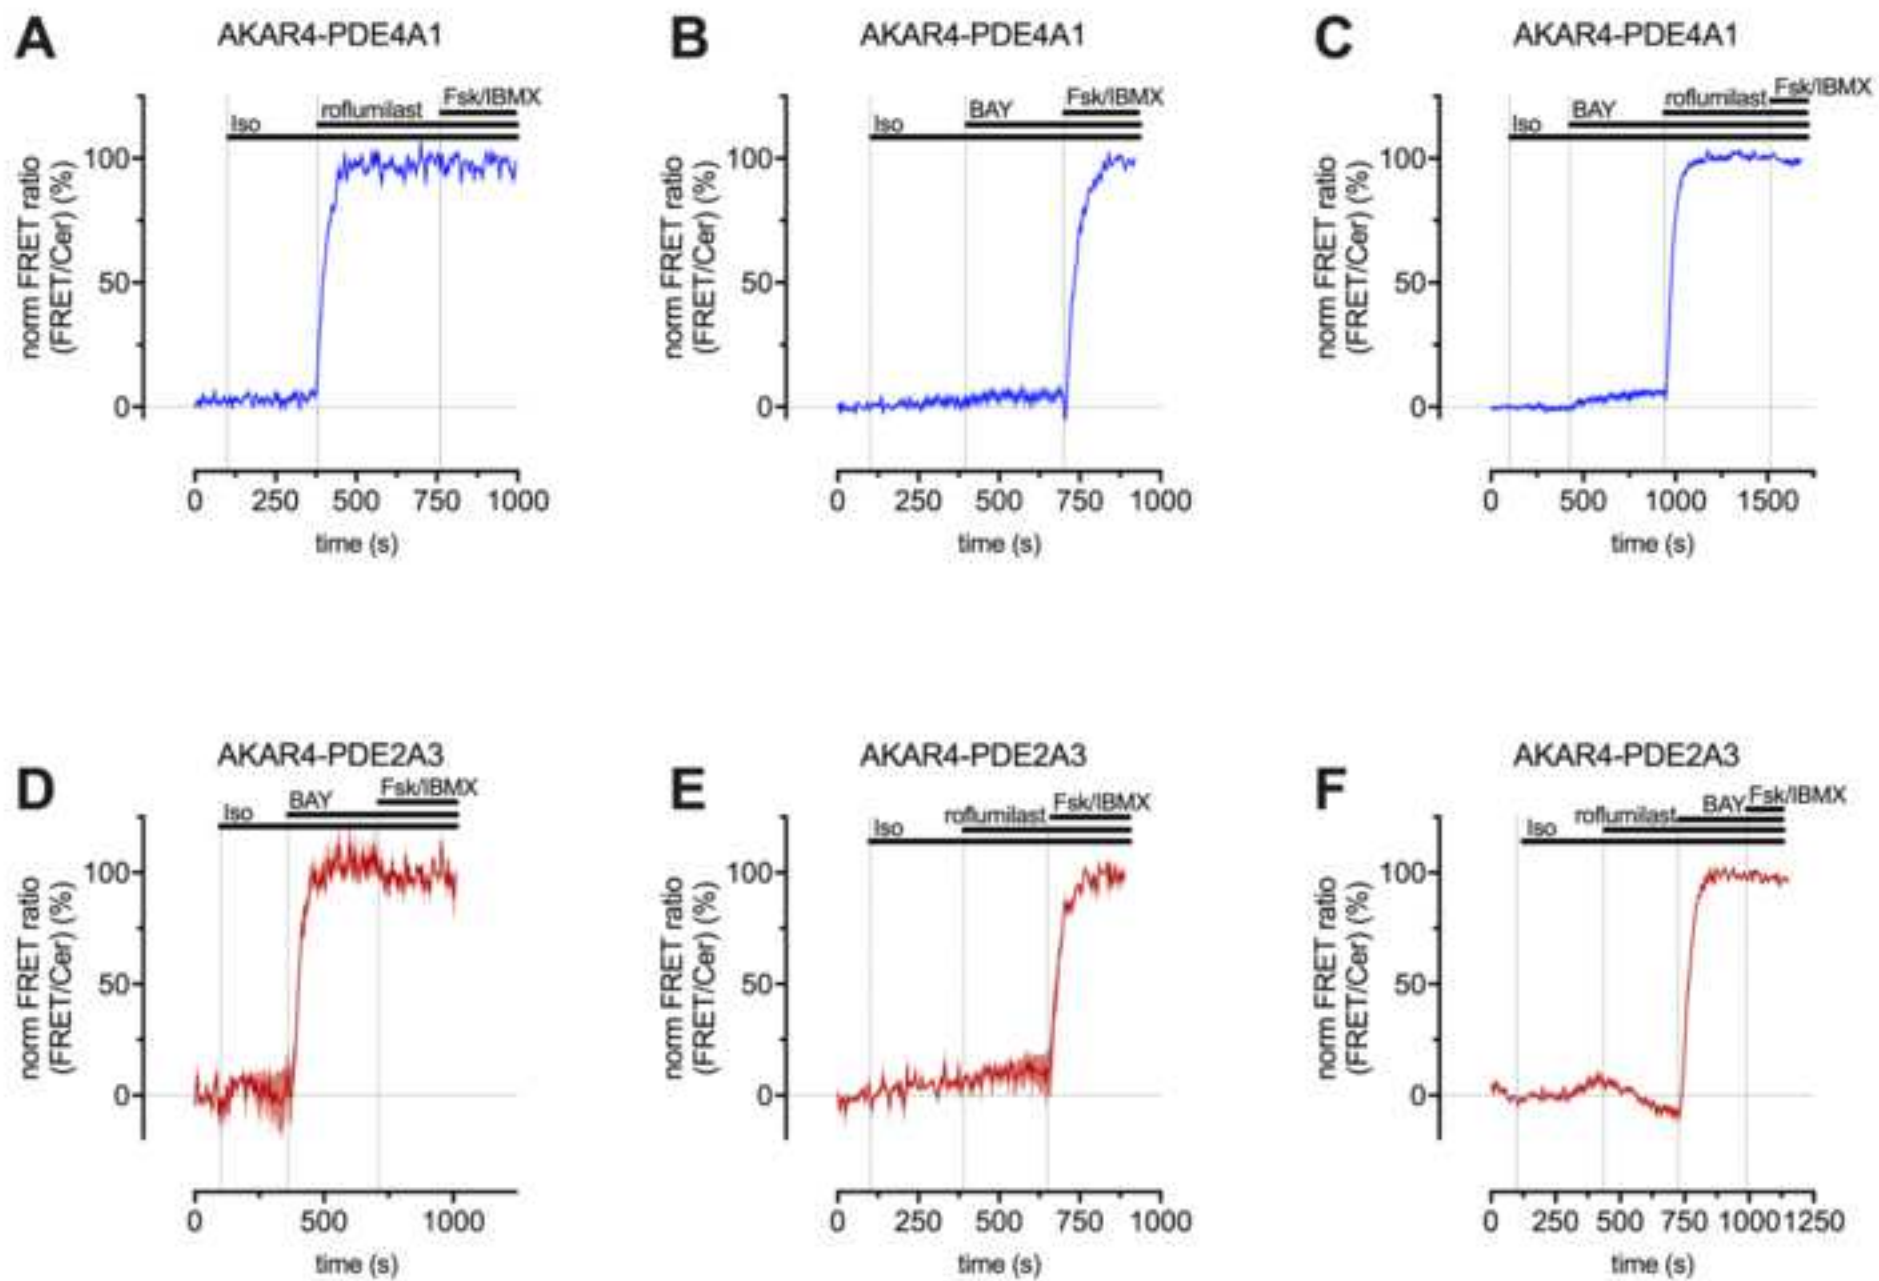 A
AKAR4-PDE4A1
Iso
roflumilast
Fsk/IBMX
norm FRET ratio
(FRET/Cer) (%)
100
50
0
0 250 500 750 1000
time (s)
B
AKAR4-PDE4A1
Iso
BAY
Fsk/IBMX
norm FRET ratio
(FRET/Cer) (%)
100
50
0
0 250 500 750 1000
time (s)
C
AKAR4-PDE4A1
Iso
BAY
roflumilast
Fsk/IBMX
norm FRET ratio
(FRET/Cer) (%)
100
50
0
0 500 1000 1500
time (s)
D
AKAR4-PDE2A3
Iso
BAY
Fsk/IBMX
norm FRET ratio
(FRET/Cer) (%)
100
50
0
0 500 1000
time (s)
E
AKAR4-PDE2A3
Iso
roflumilast
Fsk/IBMX
norm FRET ratio
(FRET/Cer) (%)
100
50
0
0 250 500 750 1000
time (s)
F
AKAR4-PDE2A3
Iso
roflumilast
BAY
Fsk/IBMX
norm FRET ratio
(FRET/Cer) (%)
100
50
0
0 250 500 750 1000 1250
time (s)